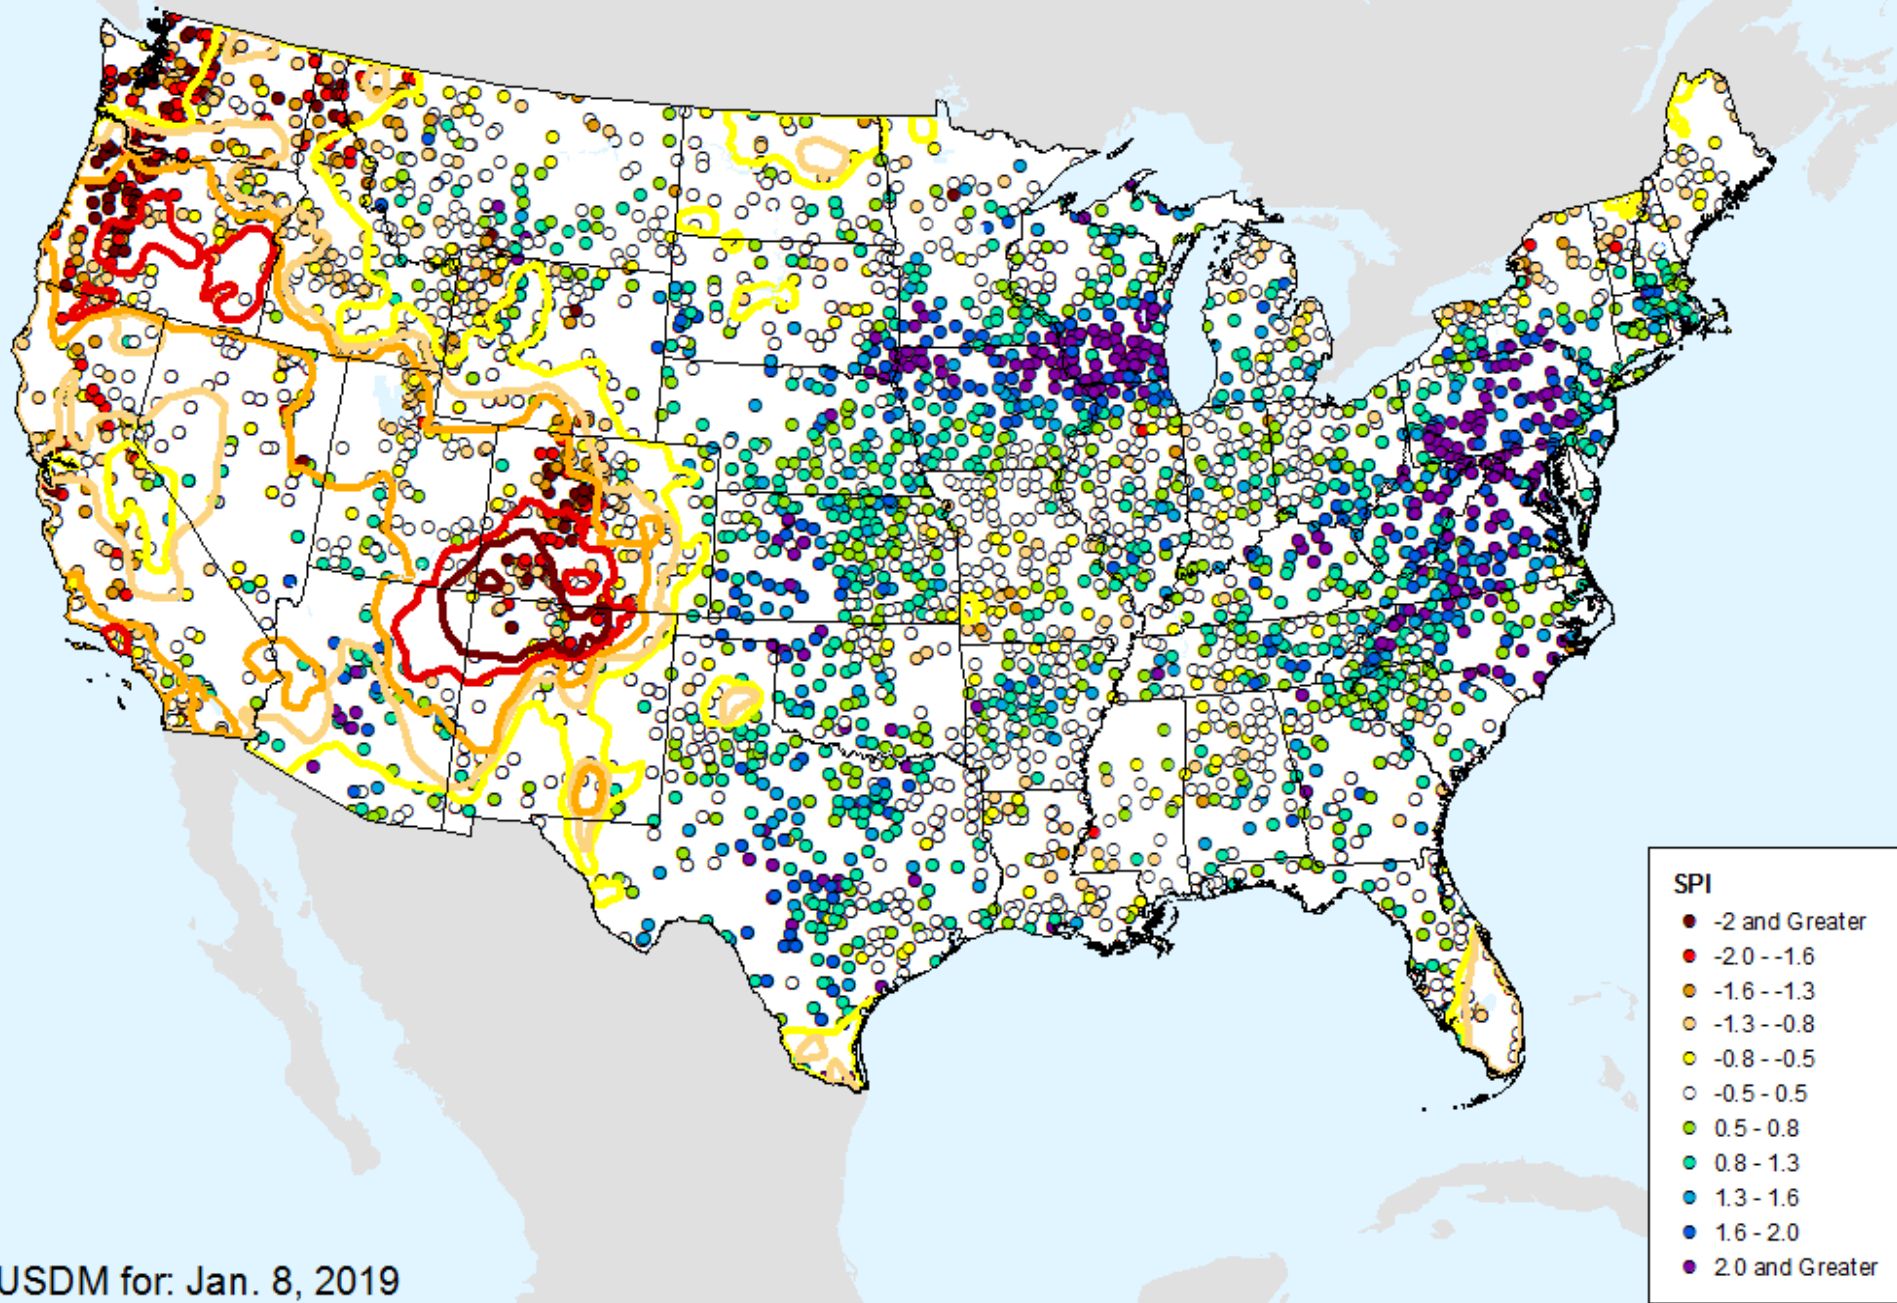 SPI
-2 and Greater
-2.0 - -1.6
-1.6 - -1.3
-1.3 - -0.8
-0.8 - -0.5
-0.5 - 0.5
0.5 - 0.8
0.8 - 1.3
1.3 - 1.6
1.6 - 2.0
2.0 and Greater
USDM for: Jan. 8, 2019